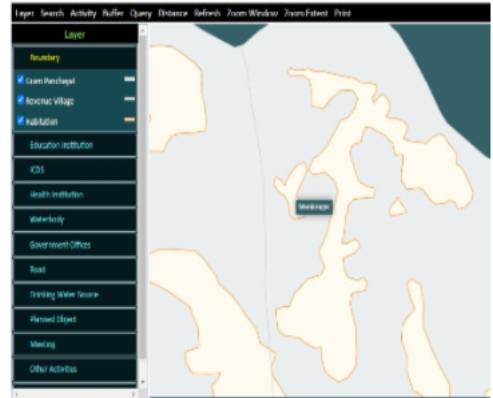 Layer Search Activity Buffer Query Distance Refresh Zoom Window Zoom Extent Print
Layer
Boundary
Gram Panchayat
Revenue Village
Habitation
Education Institution
ICDS
Health Institution
Waterbody
Government Offices
Road
Drinking Water Source
Planned Object
Meeting
Other Activities